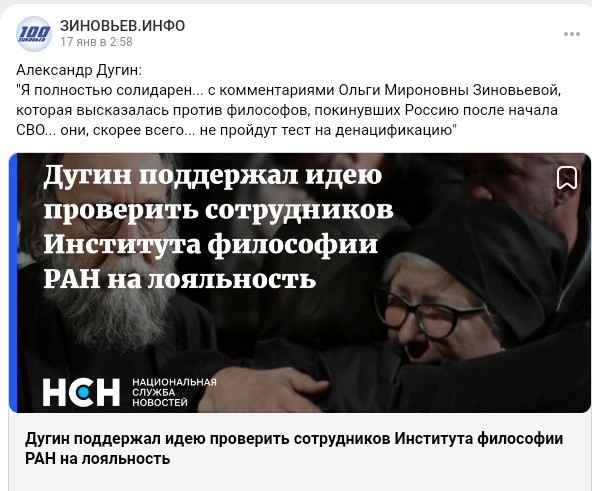 100
ЗИНОВЬЕВ
ЗИНОВЬЕВ.ИНФО
17 янв в 2:58
Александр Дугин:
"Я полностью солидарен... с комментариями Ольги Мироновны Зиновьевой,
которая высказалась против философов, покинувших Россию после начала
СВО... они, скорее всего... не пройдут тест на денацификацию"
Дугин поддержал идею
проверить сотрудников
Института философии
РАН на лояльность
НСН НАЦИОНАЛЬНАЯ
СЛУЖБА
НОВОСТЕЙ
Дугин поддержал идею проверить сотрудников Института философии
РАН на лояльность